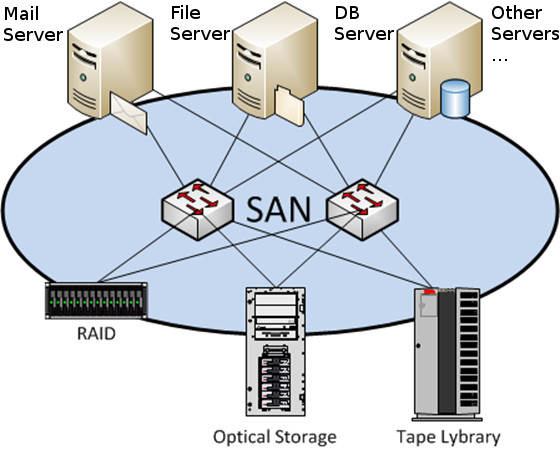 Mail
Server
File
Server
DB
Server
Other
Servers
...
SAN
RAID
Optical Storage
Tape Lybrary